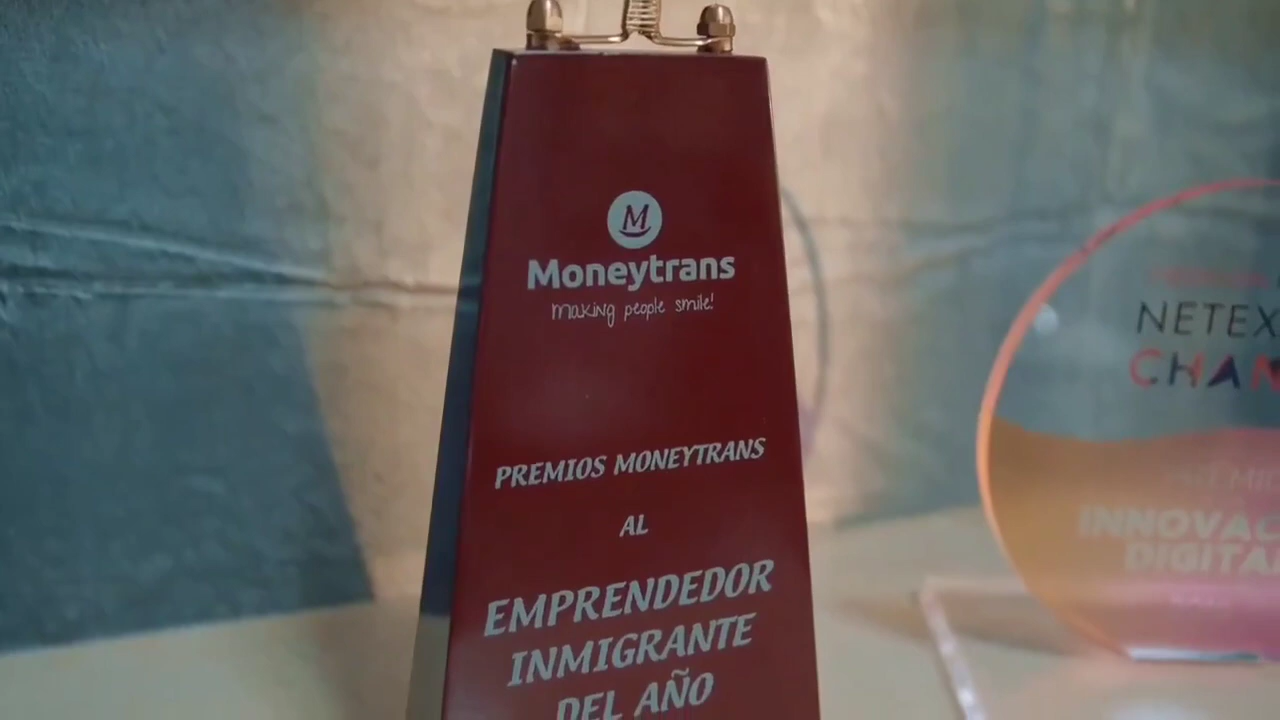 M
Moneytrans
making people smile!
PREMIOS MONEYTRANS
AL
EMPRENDEDOR
INMIGRANTE
DEL AÑO
NETEX
CHAN
INNOVAC
DIGITAL